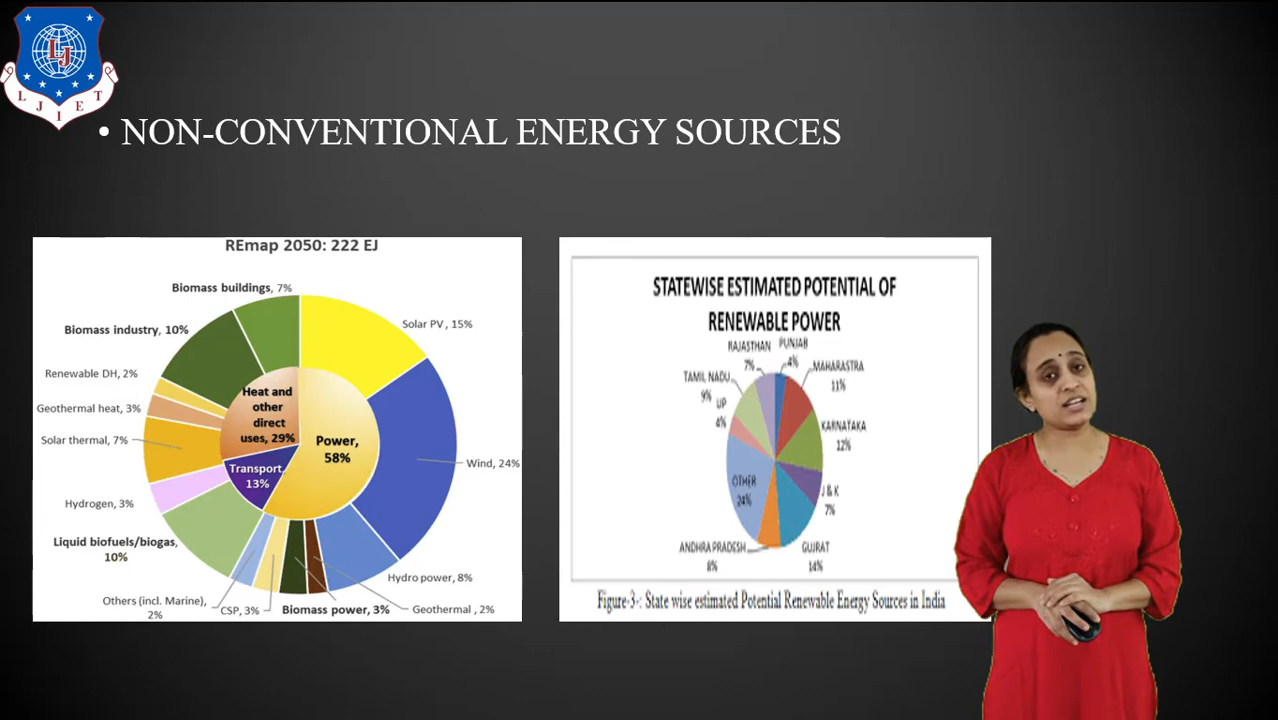 LJ
LJIET
• NON-CONVENTIONAL ENERGY SOURCES
REmap 2050: 222 EJ
Biomass buildings, 7%
Solar PV , 15%
Biomass industry, 10%
Renewable DH, 2%
Geothermal heat, 3%
Solar thermal, 7%
Hydrogen, 3%
Liquid biofuels/biogas,
10%
Others (incl. Marine),
2%
CSP, 3%
Biomass power, 3%
Geothermal , 2%
Hydro power, 8%
Wind, 24%
Heat and
other
direct
uses, 29%
Power,
58%
Transport,
13%
STATEWISE ESTIMATED POTENTIAL OF
RENEWABLE POWER
RAJASTHAN
7%
PUNJAB
4%
MAHARASTRA
11%
TAMIL NADU
9%
UP
4%
KARNATAKA
12%
OTHER
24%
J & K
7%
ANDHRA PRADESH
8%
GUJRAT
14%
Figure-3-: State wise estimated Potential Renewable Energy Sources in India